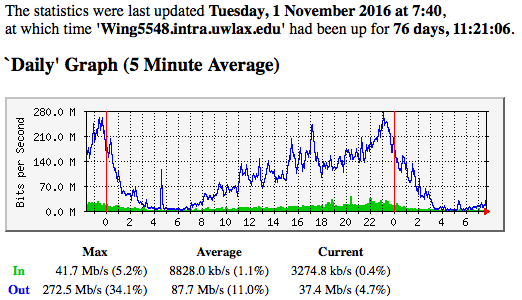 The statistics were last updated Tuesday, 1 November 2016 at 7:40,
at which time 'Wing5548.intra.uwlax.edu' had been up for 76 days, 11:21:06.
`Daily' Graph (5 Minute Average)
280.0 M
210.0 M
140.0 M
70.0 M
0.0 M
Bits per Second
0 2 4 6 8 10 12 14 16 18 20 22 0 2 4 6
Max Average Current
In 41.7 Mb/s (5.2%) 8828.0 kb/s (1.1%) 3274.8 kb/s (0.4%)
Out 272.5 Mb/s (34.1%) 87.7 Mb/s (11.0%) 37.4 Mb/s (4.7%)